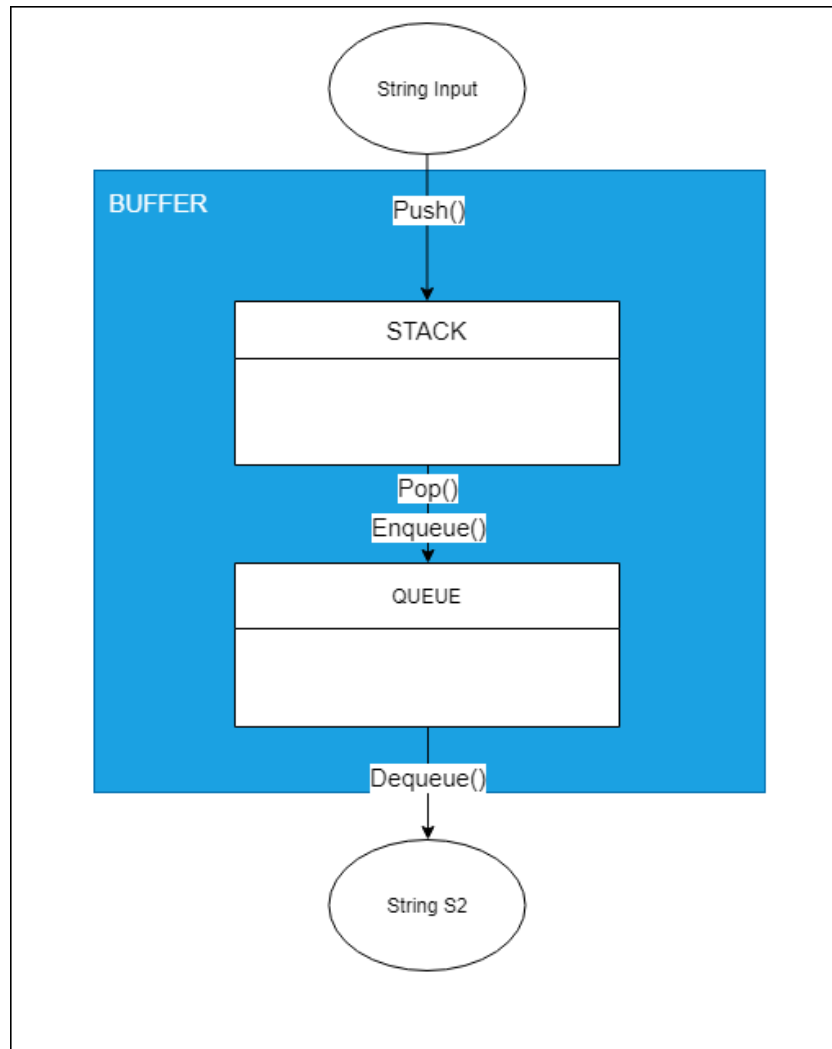 String Input
BUFFER
Push()
STACK
Pop()
Enqueue()
QUEUE
Dequeue()
String S2